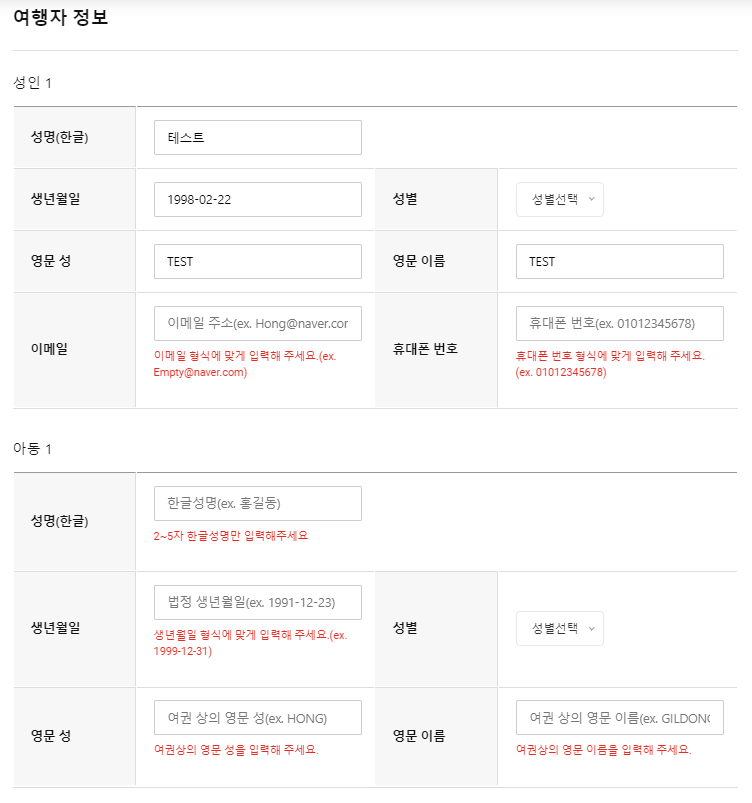 여행자 정보
성인 1
성명(한글)
테스트
생년월일
1998-02-22
성별
성별선택
영문 성
TEST
영문 이름
TEST
이메일
이메일 주소(ex. Hong@naver.cor
이메일 형식에 맞게 입력해 주세요.(ex.
Empty@naver.com)
휴대폰 번호
휴대폰 번호(ex. 01012345678)
휴대폰 번호 형식에 맞게 입력해 주세요.
(ex. 01012345678)
아동 1
성명(한글)
한글성명(ex. 홍길동)
2~5자 한글성명만 입력해주세요
생년월일
법정 생년월일(ex. 1991-12-23)
생년월일 형식에 맞게 입력해 주세요.(ex.
1999-12-31)
성별
성별선택
영문 성
여권 상의 영문 성(ex. HONG)
여권상의 영문 성을 입력해 주세요.
영문 이름
여권 상의 영문 이름(ex. GILDONG
여권상의 영문 이름을 입력해 주세요.